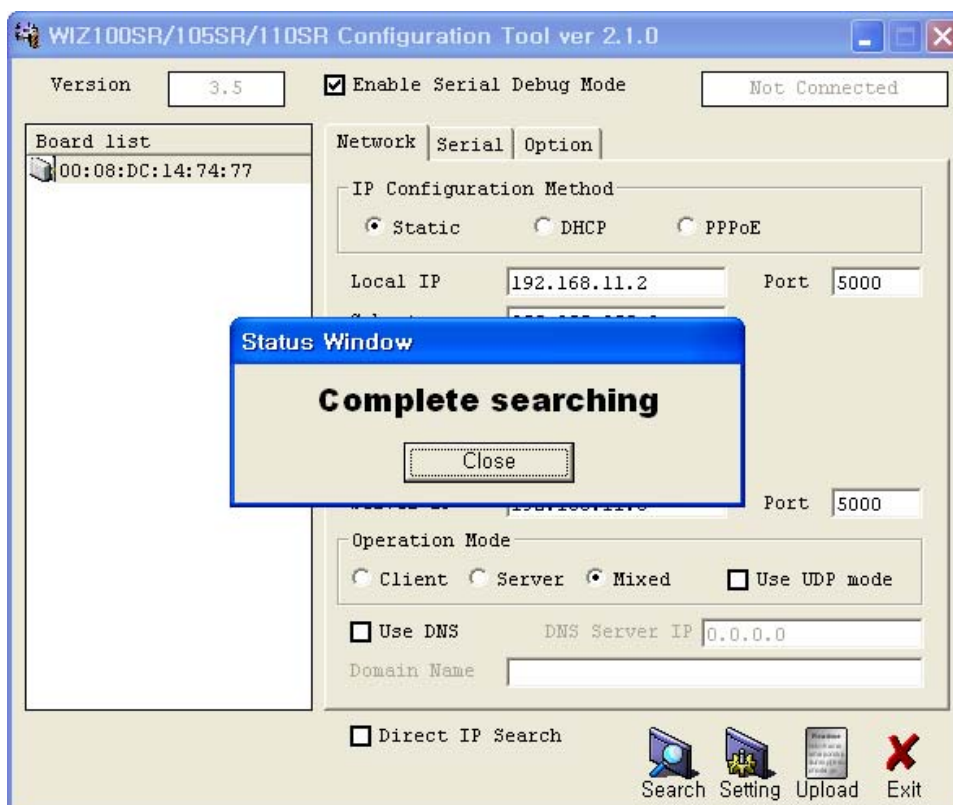 WIZ100SR/105SR/110SR Configuration Tool ver 2.1.0
Version 3.5 Enable Serial Debug Mode Not Connected
Board list
00:08:DC:14:74:77
Network Serial Option
IP Configuration Method
Static DHCP PPPoE
Local IP 192.168.11.2 Port 5000
Status Window
Complete searching
Close
Port 5000
Operation Mode
Client Server Mixed Use UDP mode
Use DNS DNS Server IP 0.0.0.0
Domain Name
Direct IP Search
Search Setting Upload Exit